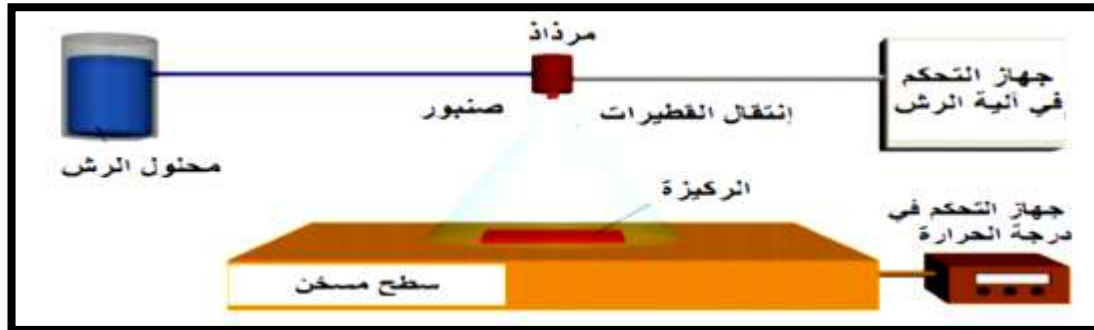 مرذاذ
جهاز التحكم
في آلية الرش
صنبور
إنتقال القطيرات
محلول الرش
الركيزة
جهاز التحكم في
درجة الحرارة
سطح مسخن